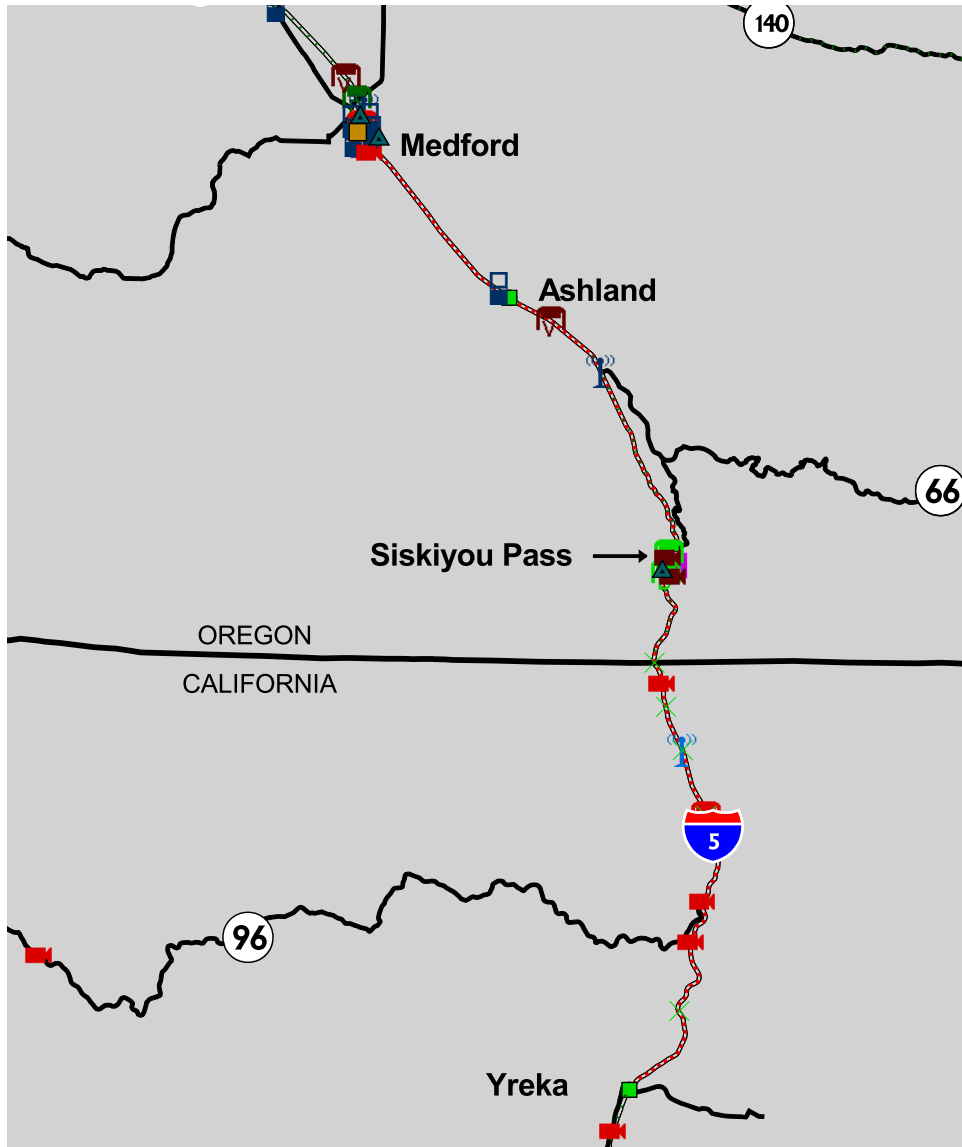 140
Medford
Ashland
66
Siskiyou Pass
OREGON
CALIFORNIA
5
96
Yreka